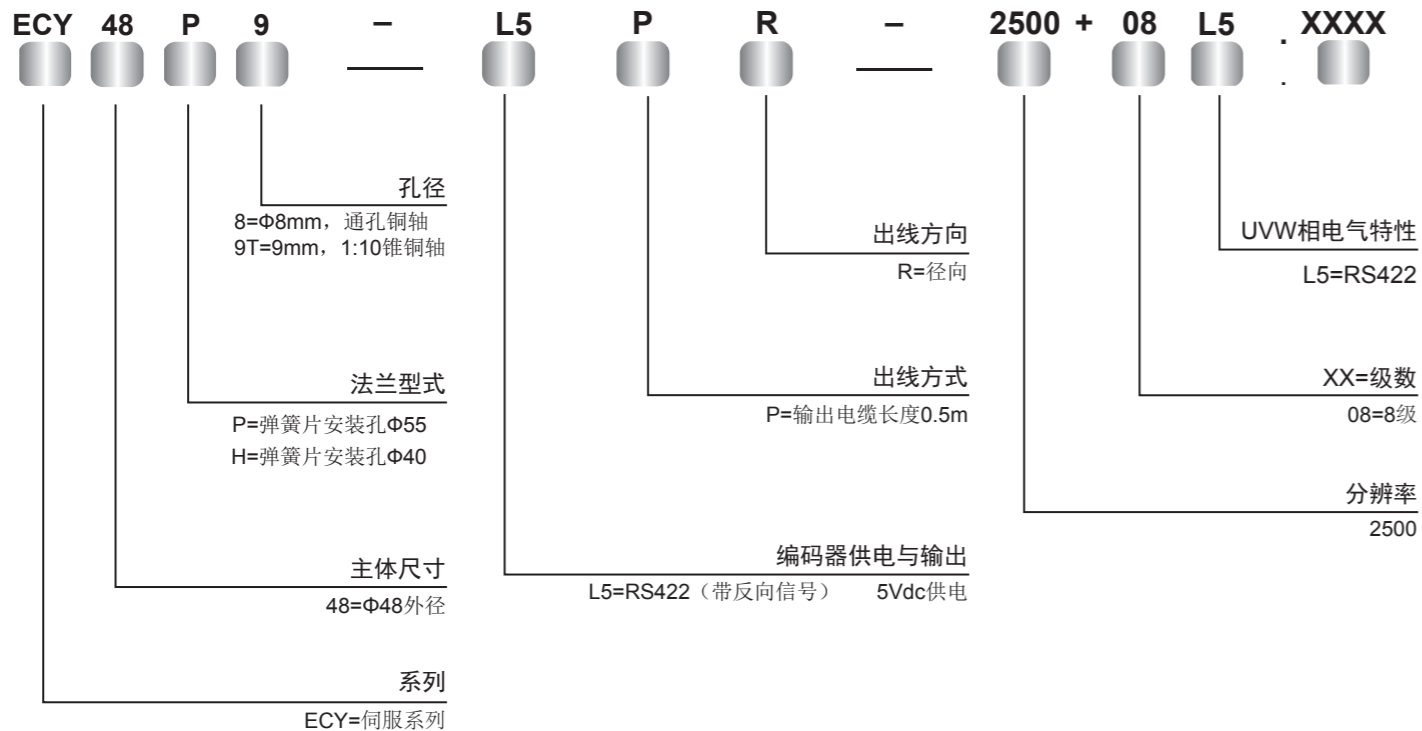 ECY 48 P 9 – L5 P R – 2500 + 08 L5 . XXXX
孔径
8=Φ8mm，通孔铜轴
9T=9mm，1:10锥铜轴
法兰型式
P=弹簧片安装孔Φ55
H=弹簧片安装孔Φ40
主体尺寸
48=Φ48外径
系列
ECY=伺服系列
出线方向
R=径向
出线方式
P=输出电缆长度0.5m
编码器供电与输出
L5=RS422（带反向信号） 5Vdc供电
UVW相电气特性
L5=RS422
XX=级数
08=8级
分辨率
2500